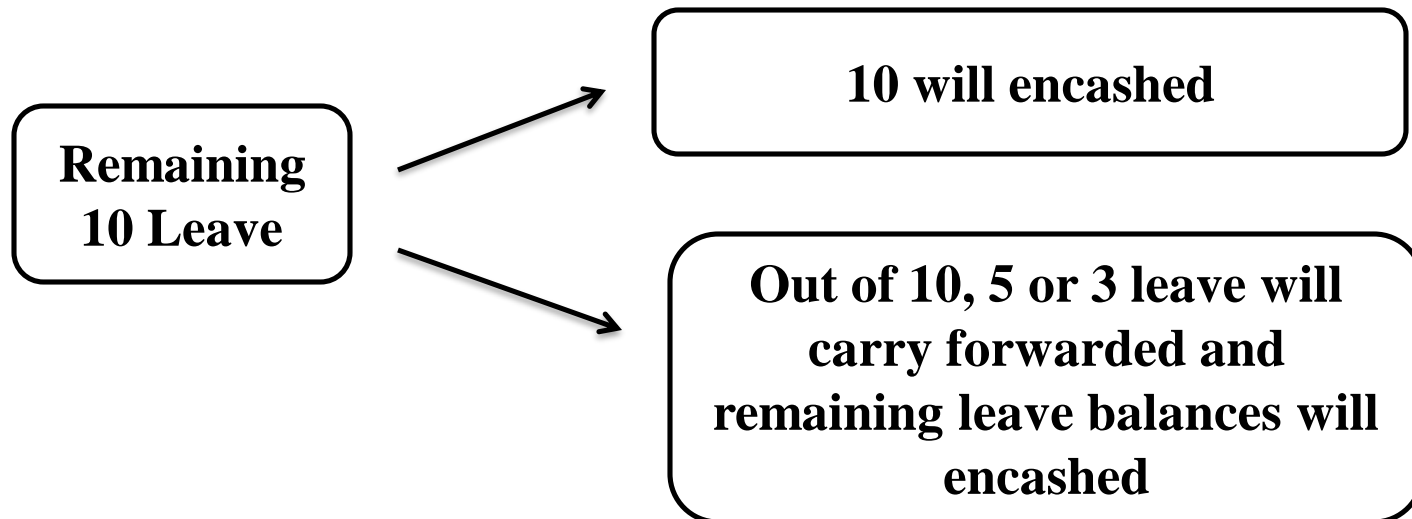 Remaining
10 Leave
10 will encashed
Out of 10, 5 or 3 leave will
carry forwarded and
remaining leave balances will
encashed